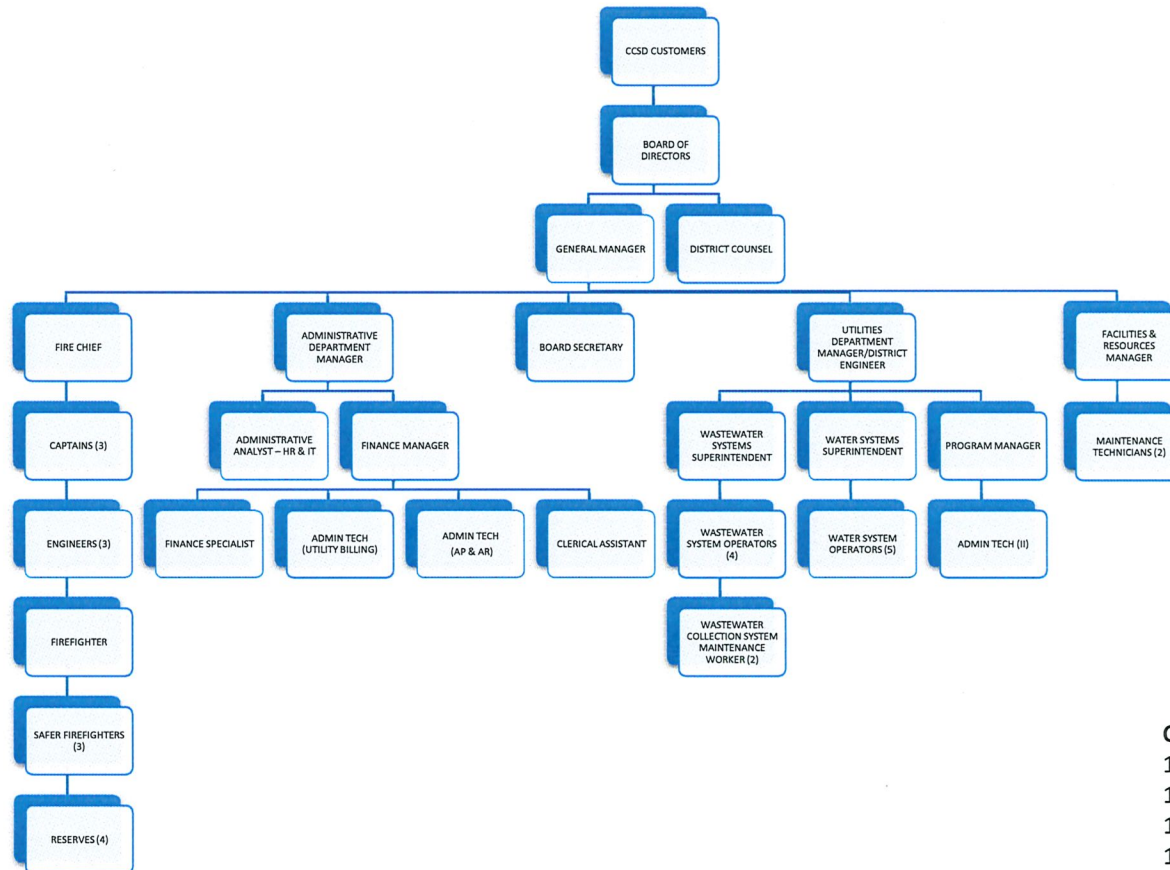 CCSD CUSTOMERS
BOARD OF
DIRECTORS
GENERAL MANAGER
DISTRICT COUNSEL
FIRE CHIEF
ADMINISTRATIVE
DEPARTMENT
MANAGER
BOARD SECRETARY
UTILITIES
DEPARTMENT
MANAGER/DISTRICT
ENGINEER
FACILITIES &
RESOURCES
MANAGER
CAPTAINS (3)
ADMINISTRATIVE
ANALYST – HR & IT
FINANCE MANAGER
WASTEWATER
SYSTEMS
SUPERINTENDENT
WATER SYSTEMS
SUPERINTENDENT
PROGRAM MANAGER
MAINTENANCE
TECHNICIANS (2)
ENGINEERS (3)
FINANCE SPECIALIST
ADMIN TECH
(UTILITY BILLING)
ADMIN TECH
(AP & AR)
CLERICAL ASSISTANT
WASTEWATER
SYSTEM OPERATORS
(4)
WATER SYSTEM
OPERATORS (5)
ADMIN TECH (II)
FIREFIGHTER
WASTEWATER
COLLECTION SYSTEM
MAINTENANCE
WORKER (2)
SAFER FIREFIGHTERS
(3)
RESERVES (4)
1
1
1
1